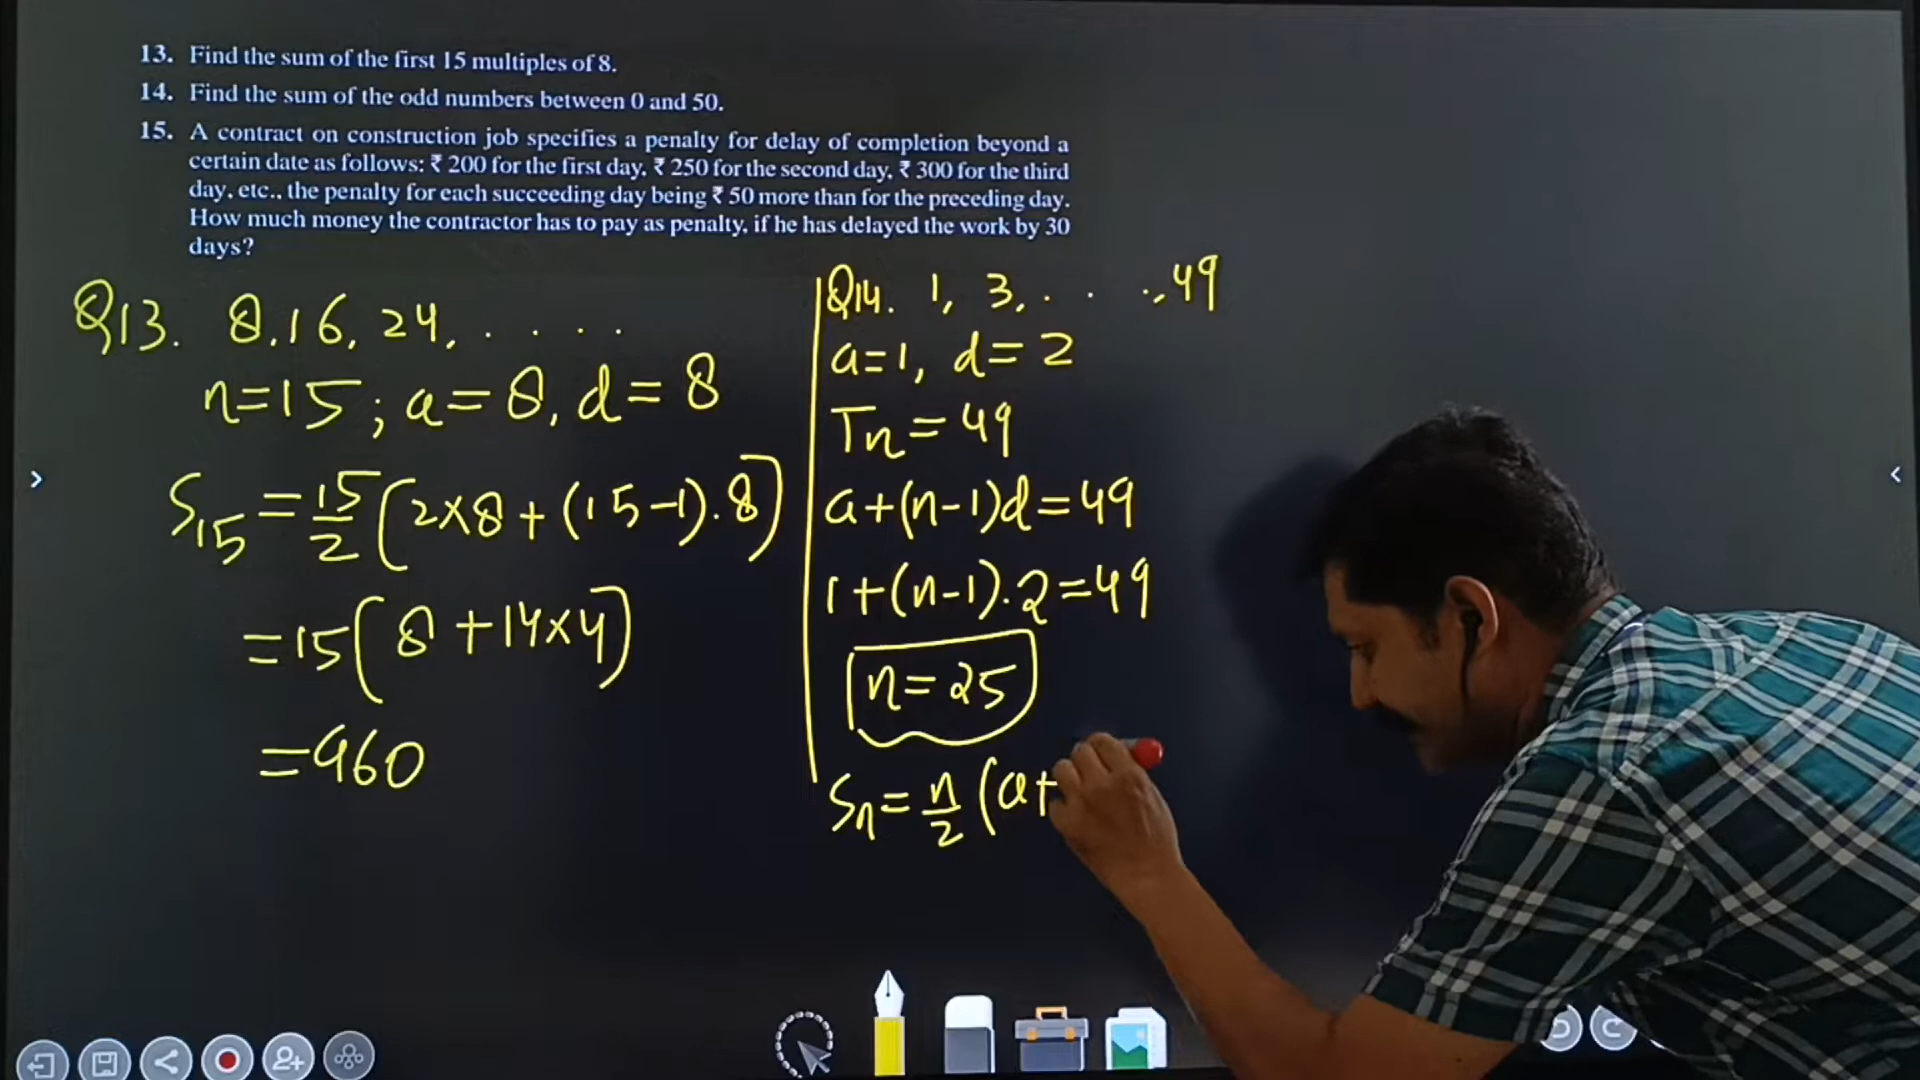 13. Find the sum of the first 15 multiples of 8.
14. Find the sum of the odd numbers between 0 and 50.
15. A contract on construction job specifies a penalty for delay of completion beyond a
certain date as follows: ₹ 200 for the first day, ₹ 250 for the second day, ₹ 300 for the third
day, etc., the penalty for each succeeding day being ₹ 50 more than for the preceding day.
How much money the contractor has to pay as penalty, if he has delayed the work by 30
days?
Q13. 8, 16, 24, . . . .
n=15 ; a=8, d=8
S15 = 15/2 (2×8+(15-1).8)
=15(8+14×4)
=960
Q14. 1, 3, . . ., 49
a=1, d=2
Tn=49
a+(n-1)d=49
1+(n-1).2=49
n=25
Sn=n/2(a+